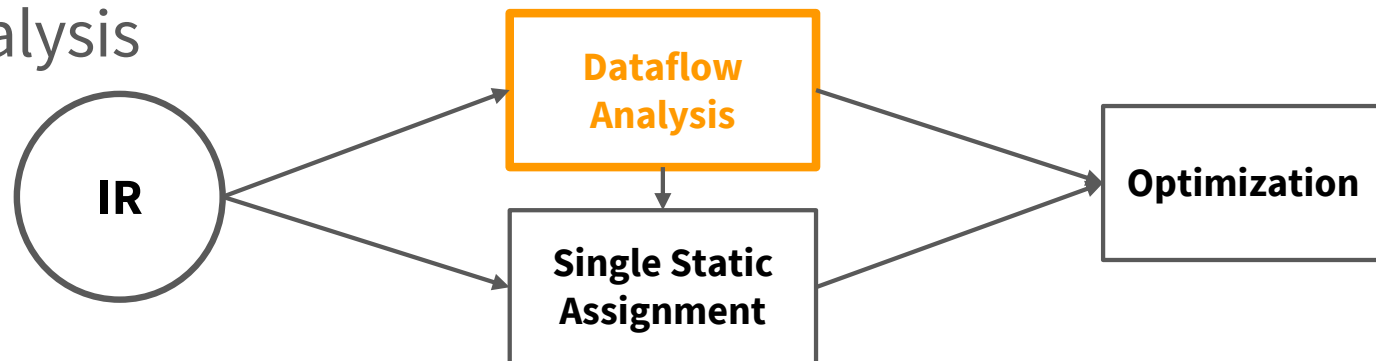 alysis
Dataflow
Analysis
IR
Optimization
Single Static
Assignment